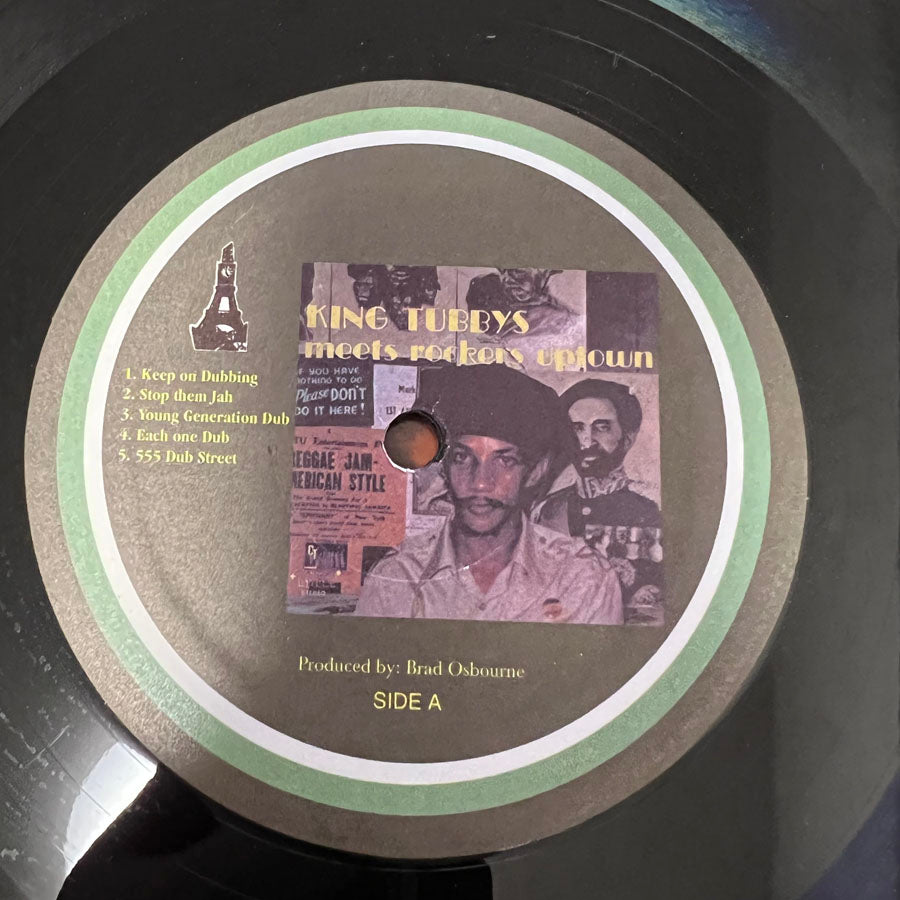 KING TUBBYS
meets rockers uptown
1. Keep on Dubbing
2. Stop them Jah
3. Young Generation Dub
4. Each one Dub
5. 555 Dub Street
IF YOU HAVE
NOTHING TO DO
Please DON'T
DO IT HERE!
REGGAE JAM-
MERICAN STYLE
STEREO
Produced by: Brad Osbourne
SIDE A